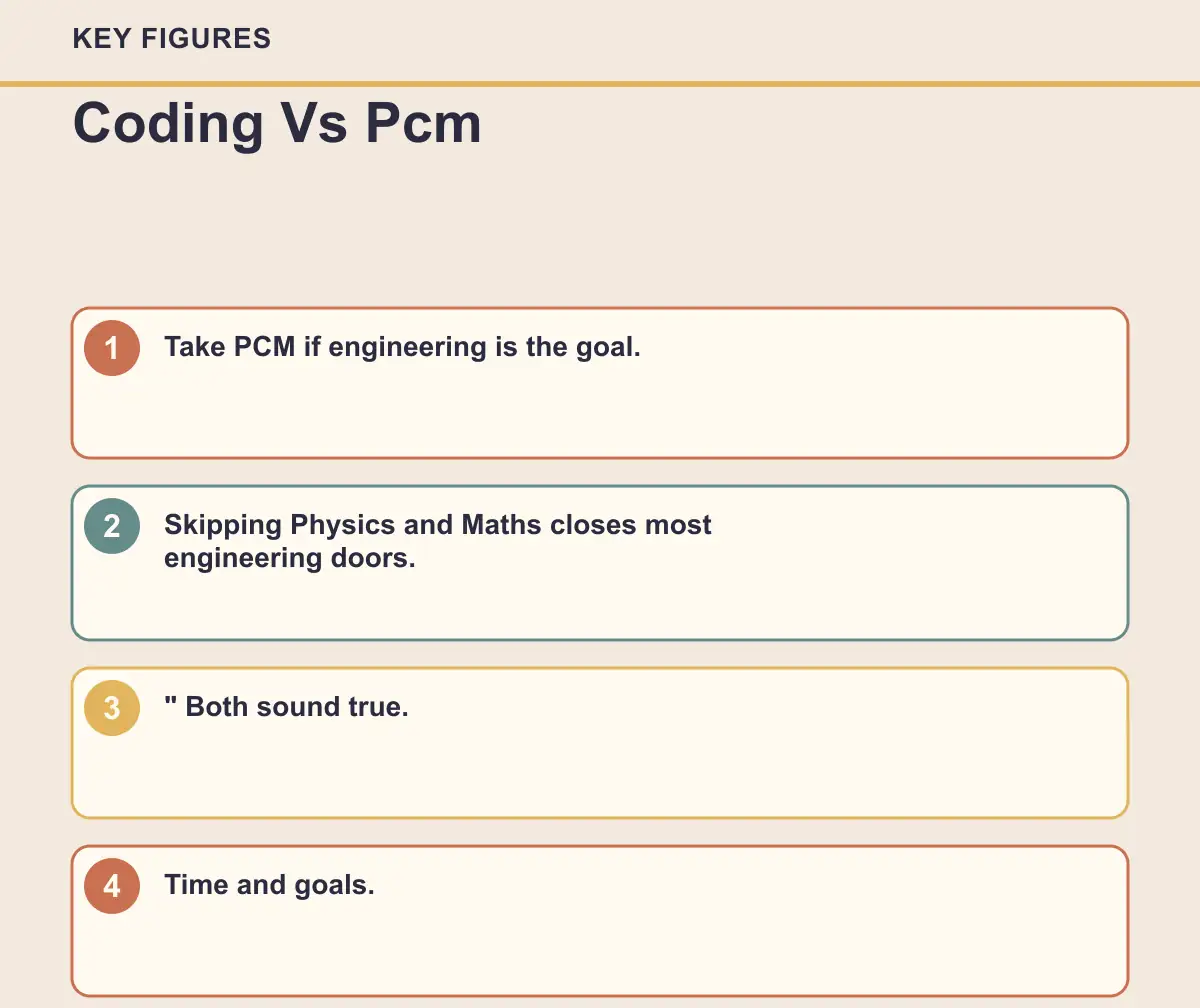 KEY FIGURES
Coding Vs Pcm
1
Take PCM if engineering is the goal.
2
Skipping Physics and Maths closes most
engineering doors.
3
" Both sound true.
4
Time and goals.